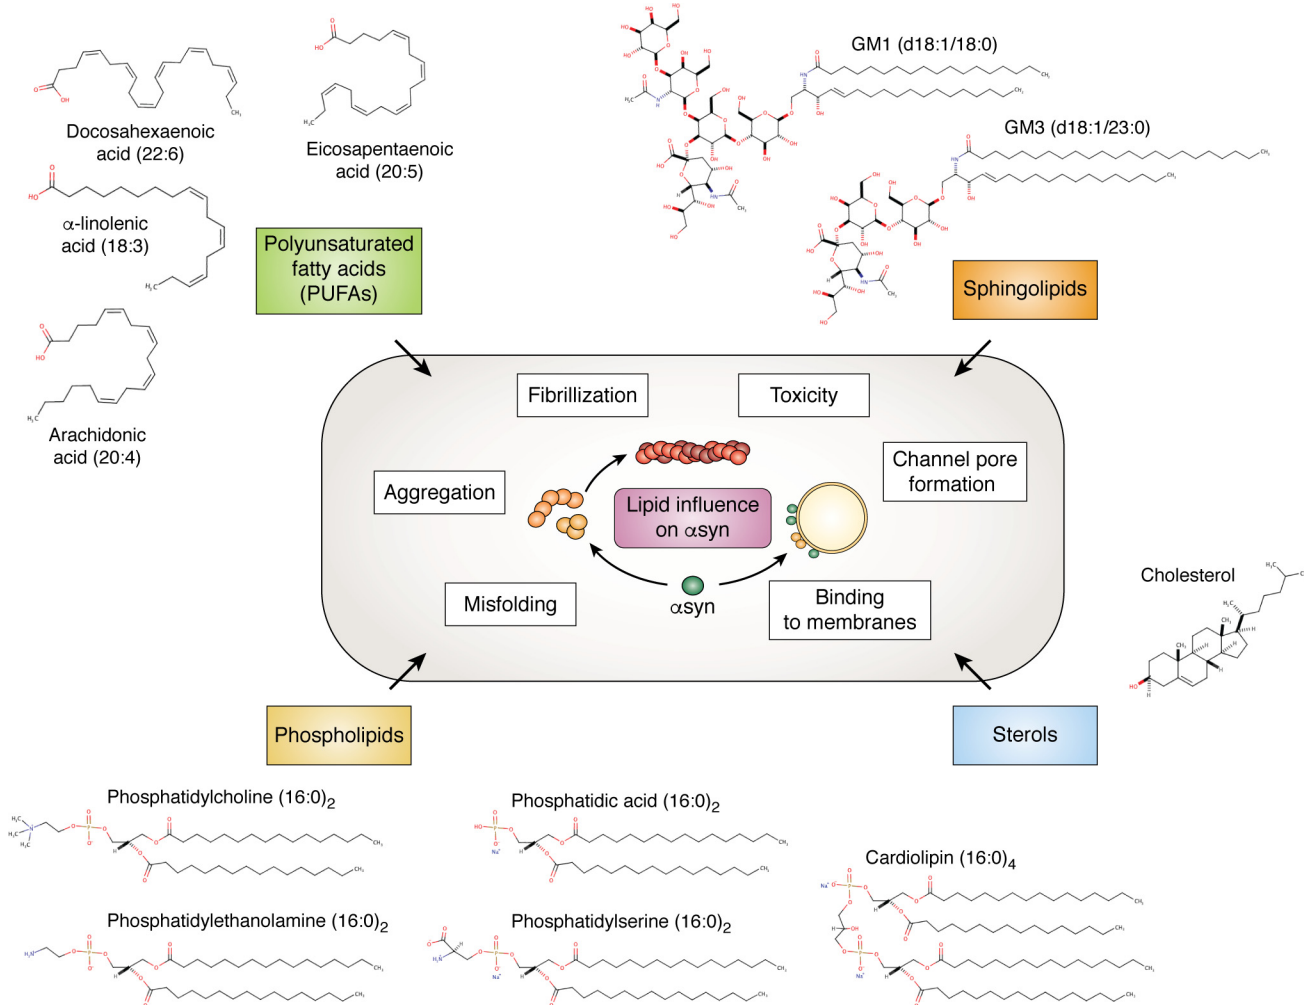 Docosahexaenoic
acid (22:6)
Eicosapentaenoic
acid (20:5)
α-linolenic
acid (18:3)
Arachidonic
acid (20:4)
Polyunsaturated
fatty acids
(PUFAs)
GM1 (d18:1/18:0)
GM3 (d18:1/23:0)
Sphingolipids
Fibrillization
Toxicity
Aggregation
Channel pore
formation
Lipid influence
on αsyn
Misfolding
αsyn
Binding
to membranes
Cholesterol
Phospholipids
Sterols
Phosphatidylcholine (16:0)2
Phosphatidic acid (16:0)2
Cardiolipin (16:0)4
Phosphatidylethanolamine (16:0)2
Phosphatidylserine (16:0)2